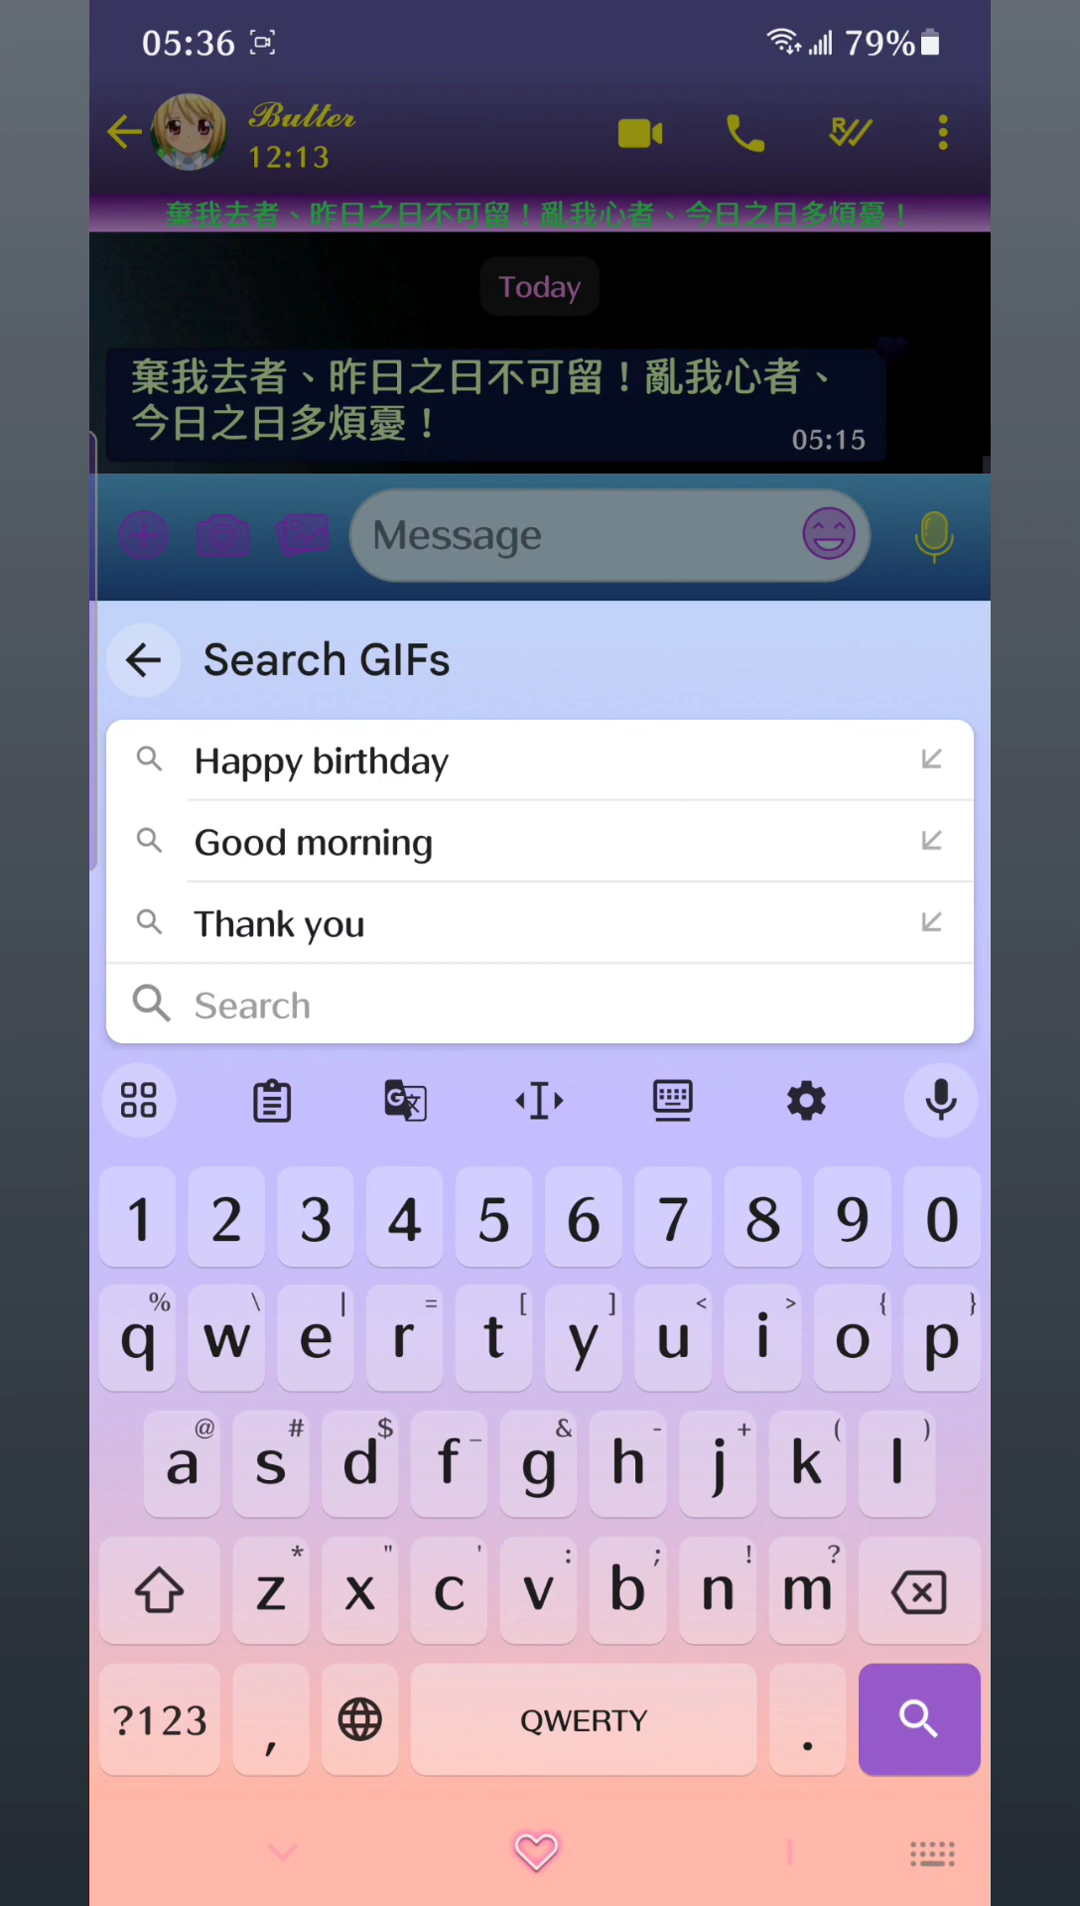 05:36
79%
Butter
12:13
棄我去者、昨日之日不可留！亂我心者、今日之日多煩憂！
Today
棄我去者、昨日之日不可留！亂我心者、
今日之日多煩憂！
05:15
Message
Search GIFs
Happy birthday
Good morning
Thank you
Search
1 2 3 4 5 6 7 8 9 0
% \ | = [ ] < > { }
q w e r t y u i o p
@ # $ _ & - + ( )
a s d f g h j k l
* " ' : ; ! ?
z x c v b n m
?123 , QWERTY .